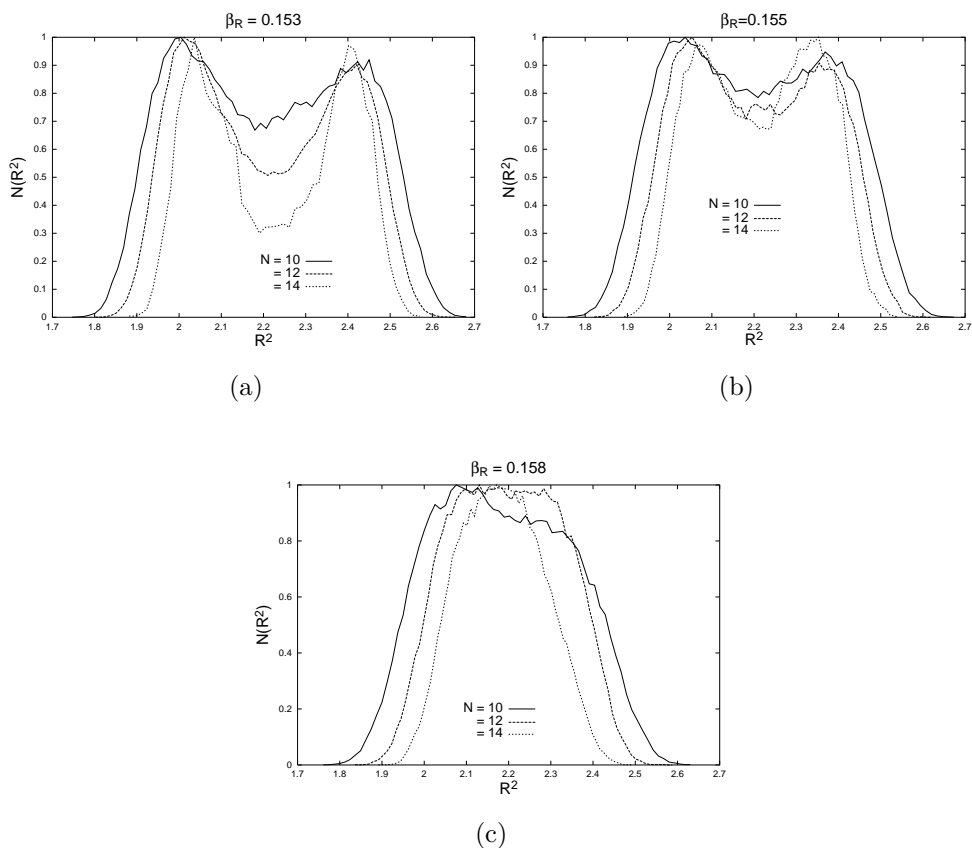 β_R = 0.153
1
0.9
0.8
0.7
0.6
0.5
0.4
0.3
0.2
0.1
0
N(R²)
N = 10
= 12
= 14
1.7 1.8 1.9 2 2.1 2.2 2.3 2.4 2.5 2.6 2.7
R²
(a)
β_R=0.155
1
0.9
0.8
0.7
0.6
0.5
0.4
0.3
0.2
0.1
0
N(R²)
N = 10
= 12
= 14
1.7 1.8 1.9 2 2.1 2.2 2.3 2.4 2.5 2.6 2.7
R²
(b)
β_R = 0.158
1
0.8
0.6
0.4
0.2
0
N(R²)
N = 10
= 12
= 14
1.7 1.8 1.9 2 2.1 2.2 2.3 2.4 2.5 2.6 2.7
R²
(c)